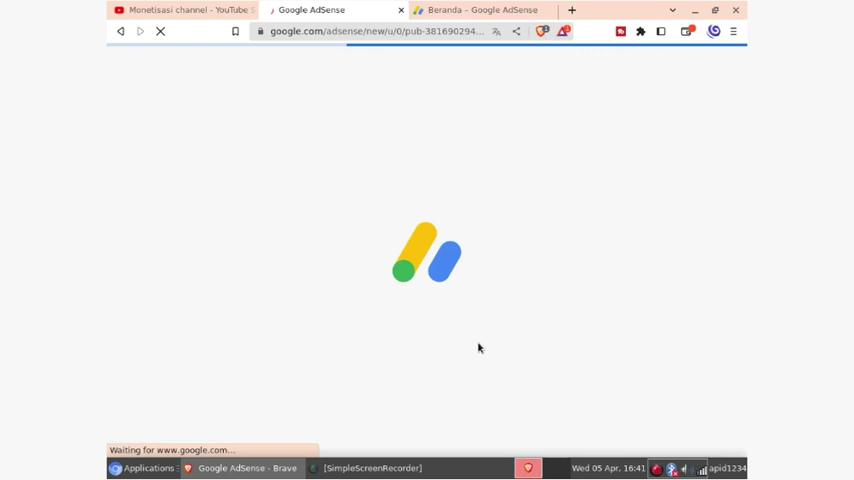 Monetisasi channel - YouTube S
Google AdSense
Beranda – Google AdSense
google.com/adsense/new/u/0/pub-381690294...
Waiting for www.google.com...
Applications
Google AdSense - Brave
[SimpleScreenRecorder]
Wed 05 Apr, 16:41
apid1234